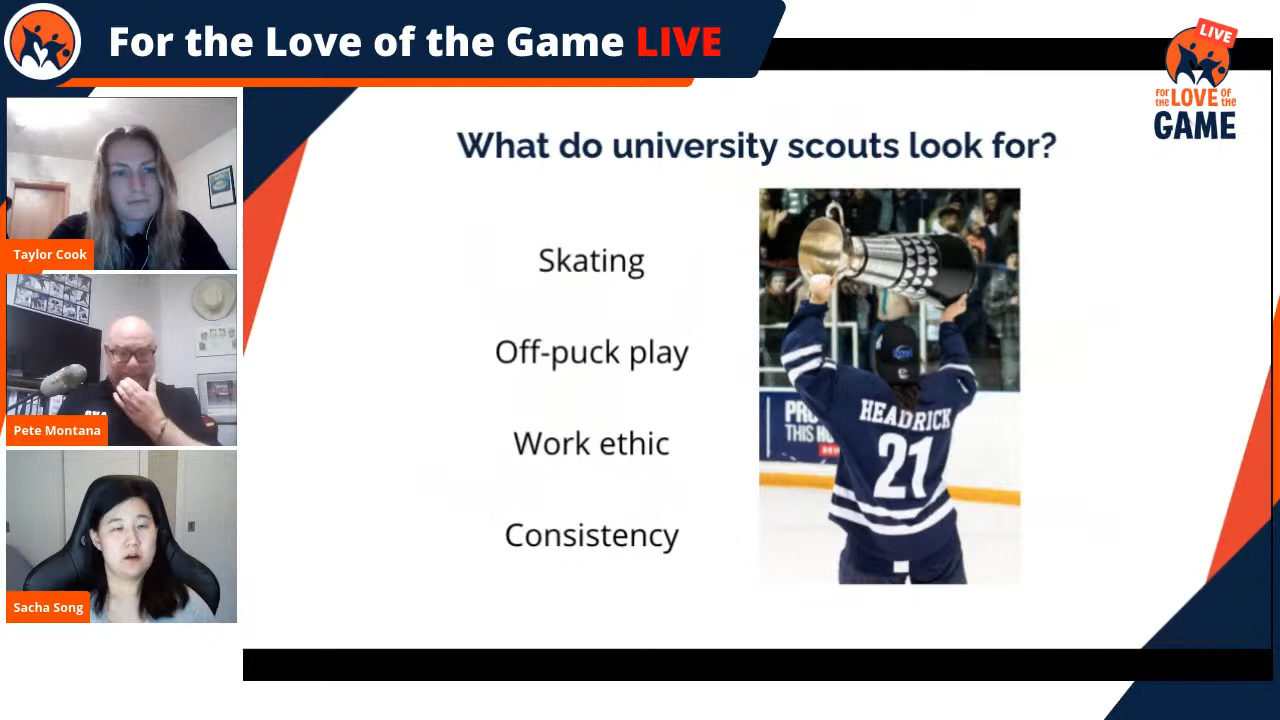 For the Love of the Game LIVE
LIVE
FOR
THE LOVE OF
THE
GAME
What do university scouts look for?
Skating
Off-puck play
Work ethic
Consistency
HEADRICK
21
THIS
Taylor Cook
Pete Montana
Sacha Song